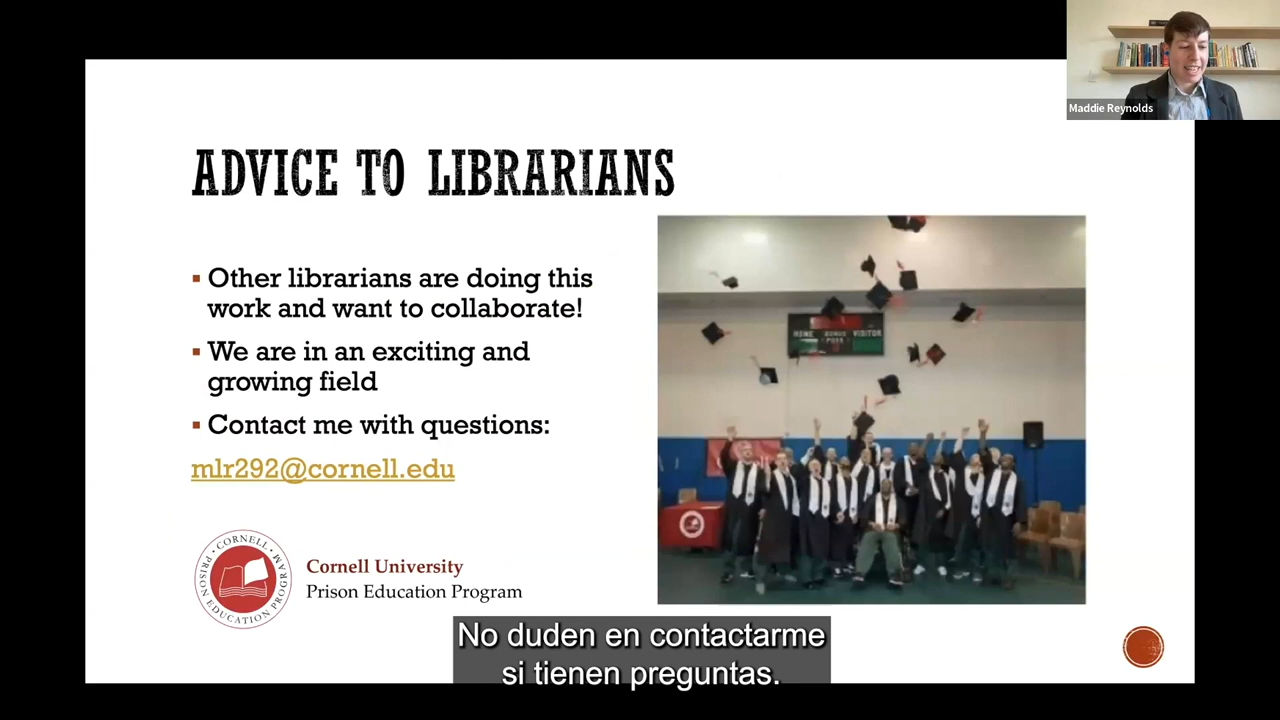 Maddie Reynolds
ADVICE TO LIBRARIANS
Other librarians are doing this
work and want to collaborate!
We are in an exciting and
growing field
Contact me with questions:
mlr292@cornell.edu
HOME BONUS VISITOR
POSS
CORNELL
PRISON EDUCATION PROGRAM
Cornell University
Prison Education Program
No duden en contactarme
si tienen preguntas.